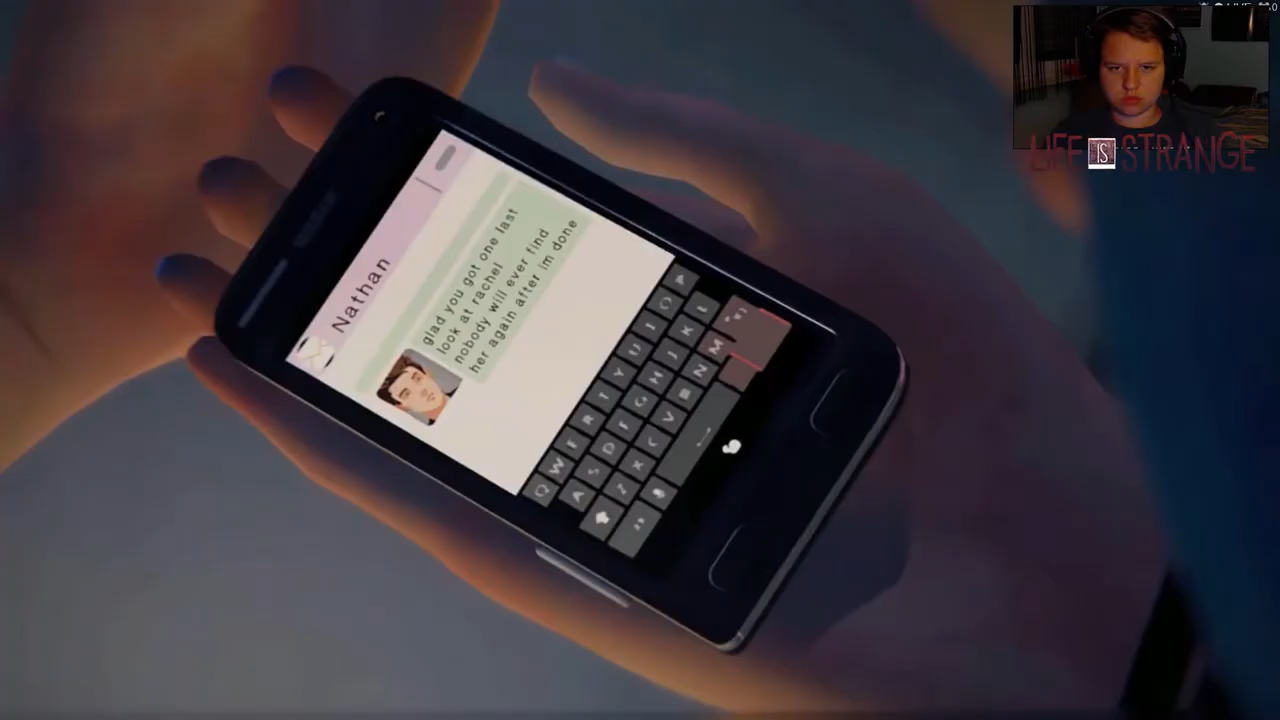 Nathan
glad you got one last
look at rachel
nobody will ever find
her again after im done
Q W E R T Y U I O P
A S D F G H J K L
Z X C V B N M
LIFE IS STRANGE
LIVE